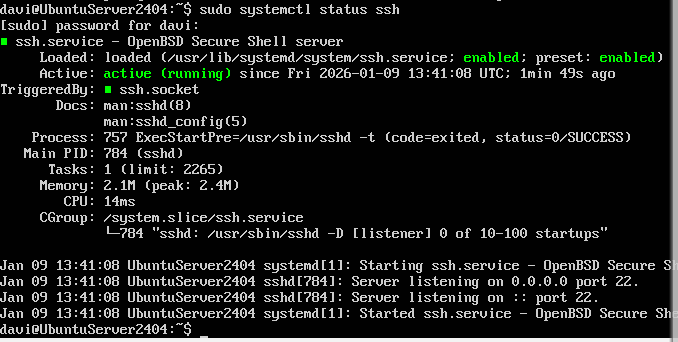 davi@UbuntuServer2404:~$ sudo systemctl status ssh
[sudo] password for davi:
■ ssh.service - OpenBSD Secure Shell server
     Loaded: loaded (/usr/lib/systemd/system/ssh.service; enabled; preset: enabled)
     Active: active (running) since Fri 2026-01-09 13:41:08 UTC; 1min 49s ago
TriggeredBy: ■ ssh.socket
       Docs: man:sshd(8)
             man:sshd_config(5)
    Process: 757 ExecStartPre=/usr/sbin/sshd -t (code=exited, status=0/SUCCESS)
   Main PID: 784 (sshd)
      Tasks: 1 (limit: 2265)
     Memory: 2.1M (peak: 2.4M)
        CPU: 14ms
     CGroup: /system.slice/ssh.service
             └─784 "sshd: /usr/sbin/sshd -D [listener] 0 of 10-100 startups"

Jan 09 13:41:08 UbuntuServer2404 systemd[1]: Starting ssh.service - OpenBSD Secure Sh
Jan 09 13:41:08 UbuntuServer2404 sshd[784]: Server listening on 0.0.0.0 port 22.
Jan 09 13:41:08 UbuntuServer2404 sshd[784]: Server listening on :: port 22.
Jan 09 13:41:08 UbuntuServer2404 systemd[1]: Started ssh.service - OpenBSD Secure She
davi@UbuntuServer2404:~$ _